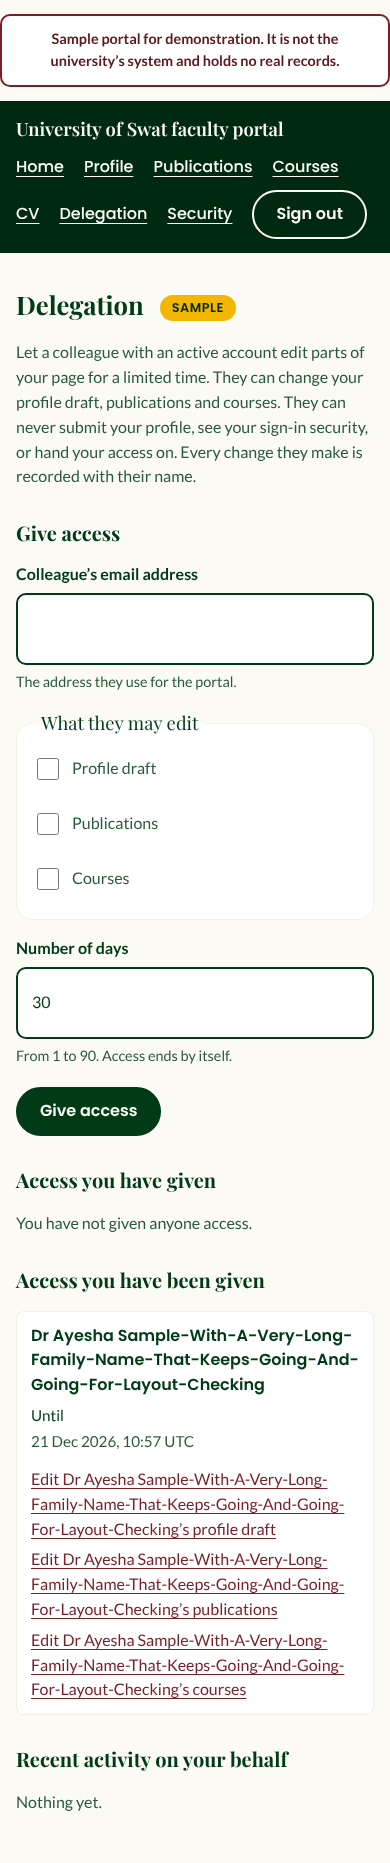 Sample portal for demonstration. It is not the
university’s system and holds no real records.
University of Swat faculty portal
Home Profile Publications Courses
CV Delegation Security Sign out
Delegation SAMPLE
Let a colleague with an active account edit parts of
your page for a limited time. They can change your
profile draft, publications and courses. They can
never submit your profile, see your sign-in security,
or hand your access on. Every change they make is
recorded with their name.
Give access
Colleague’s email address
The address they use for the portal.
What they may edit
Profile draft
Publications
Courses
Number of days
30
From 1 to 90. Access ends by itself.
Give access
Access you have given
You have not given anyone access.
Access you have been given
Dr Ayesha Sample-With-A-Very-Long-
Family-Name-That-Keeps-Going-And-
Going-For-Layout-Checking
Until
21 Dec 2026, 10:57 UTC
Edit Dr Ayesha Sample-With-A-Very-Long-
Family-Name-That-Keeps-Going-And-Going-
For-Layout-Checking’s profile draft
Edit Dr Ayesha Sample-With-A-Very-Long-
Family-Name-That-Keeps-Going-And-Going-
For-Layout-Checking’s publications
Edit Dr Ayesha Sample-With-A-Very-Long-
Family-Name-That-Keeps-Going-And-Going-
For-Layout-Checking’s courses
Recent activity on your behalf
Nothing yet.